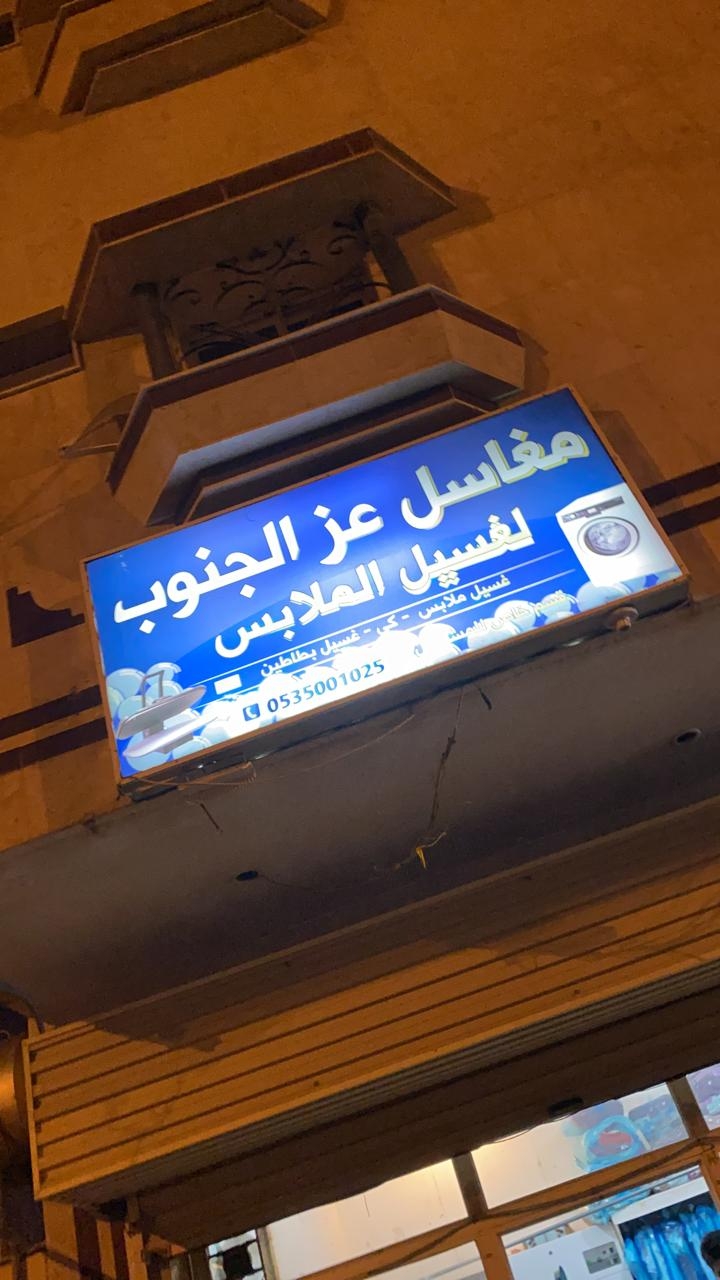 مغاسل عز الجنوب
لغسيل الملابس
غسيل ملابس - كي - غسيل بطاطين
0535001025